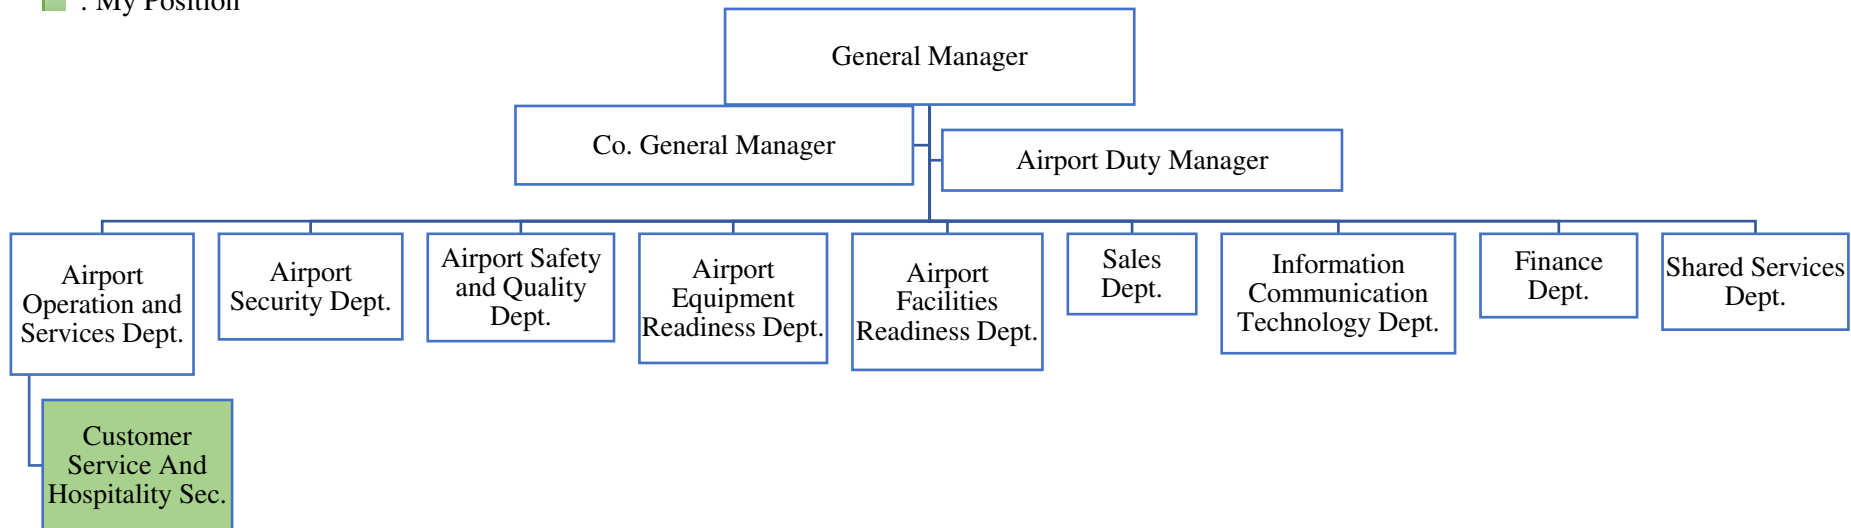 : My Position
General Manager
Co. General Manager
Airport Duty Manager
Airport
Operation and
Services Dept.
Airport
Security Dept.
Airport Safety
and Quality
Dept.
Airport
Equipment
Readiness Dept.
Airport
Facilities
Readiness Dept.
Sales
Dept.
Information
Communication
Technology Dept.
Finance
Dept.
Shared Services
Dept.
Customer
Service And
Hospitality Sec.